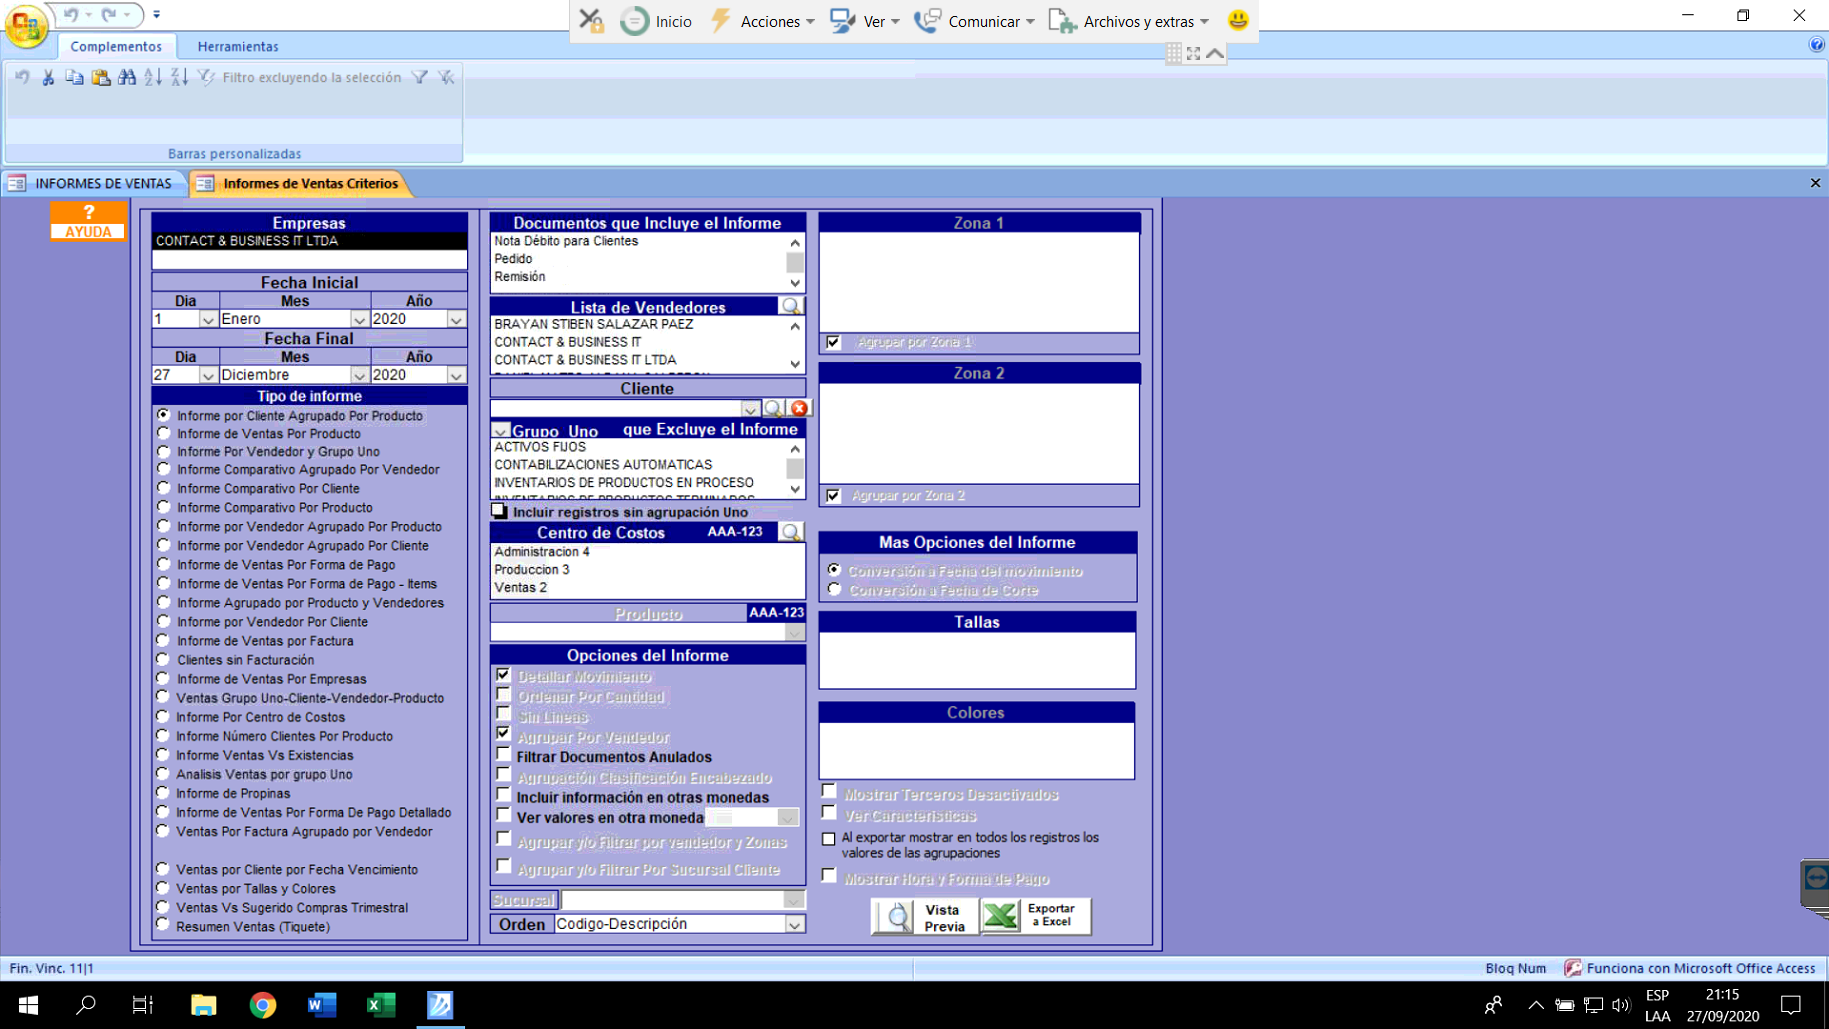 Inicio
Acciones
Ver
Comunicar
Archivos y extras
Complementos
Herramientas
Filtro excluyendo la selección
Barras personalizadas
INFORMES DE VENTAS
Informes de Ventas Criterios
?
AYUDA
Empresas
CONTACT & BUSINESS IT LTDA
Fecha Inicial
Dia Mes Año
1 Enero 2020
Fecha Final
Dia Mes Año
27 Diciembre 2020
Tipo de informe
Informe por Cliente Agrupado Por Producto
Informe de Ventas Por Producto
Informe Por Vendedor y Grupo Uno
Informe Comparativo Agrupado Por Vendedor
Informe Comparativo Por Cliente
Informe Comparativo Por Producto
Informe por Vendedor Agrupado Por Producto
Informe por Vendedor Agrupado Por Cliente
Informe de Ventas Por Forma de Pago
Informe de Ventas Por Forma de Pago - Items
Informe Agrupado por Producto y Vendedores
Informe por Vendedor Por Cliente
Informe de Ventas por Factura
Clientes sin Facturación
Informe de Ventas Por Empresas
Ventas Grupo Uno-Cliente-Vendedor-Producto
Informe Por Centro de Costos
Informe Número Clientes Por Producto
Informe Ventas Vs Existencias
Analisis Ventas por grupo Uno
Informe de Propinas
Informe de Ventas Por Forma De Pago Detallado
Ventas Por Factura Agrupado por Vendedor
Ventas por Cliente por Fecha Vencimiento
Ventas por Tallas y Colores
Ventas Vs Sugerido Compras Trimestral
Resumen Ventas (Tiquete)
Documentos que Incluye el Informe
Nota Débito para Clientes
Pedido
Remisión
Lista de Vendedores
BRAYAN STIBEN SALAZAR PAEZ
CONTACT & BUSINESS IT
CONTACT & BUSINESS IT LTDA
Cliente
Grupo Uno que Excluye el Informe
ACTIVOS FIJOS
CONTABILIZACIONES AUTOMATICAS
INVENTARIOS DE PRODUCTOS EN PROCESO
INVENTARIOS DE PRODUCTOS TERMINADOS
Incluir registros sin agrupación Uno
Centro de Costos AAA-123
Administracion 4
Produccion 3
Ventas 2
Producto AAA-123
Opciones del Informe
Detallar Movimiento
Ordenar Por Cantidad
Sin Lineas
Agrupar Por Vendedor
Filtrar Documentos Anulados
Agrupación Clasificación Encabezado
Incluir información en otras monedas
Ver valores en otra moneda
Agrupar y/o Filtrar por vendedor y Zonas
Agrupar y/o Filtrar Por Sucursal Cliente
Sucursal
Orden Codigo-Descripción
Zona 1
Agrupar por Zona 1
Zona 2
Agrupar por Zona 2
Mas Opciones del Informe
Conversión a Fecha del movimiento
Conversión a Fecha de Corte
Tallas
Colores
Mostrar Terceros Desactivados
Ver Caracteristicas
Al exportar mostrar en todos los registros los
valores de las agrupaciones
Mostrar Hora y Forma de Pago
Vista
Previa
Exportar
a Excel
Fin. Vinc. 11|1
Bloq Num
Funciona con Microsoft Office Access
ESP
LAA
21:15
27/09/2020